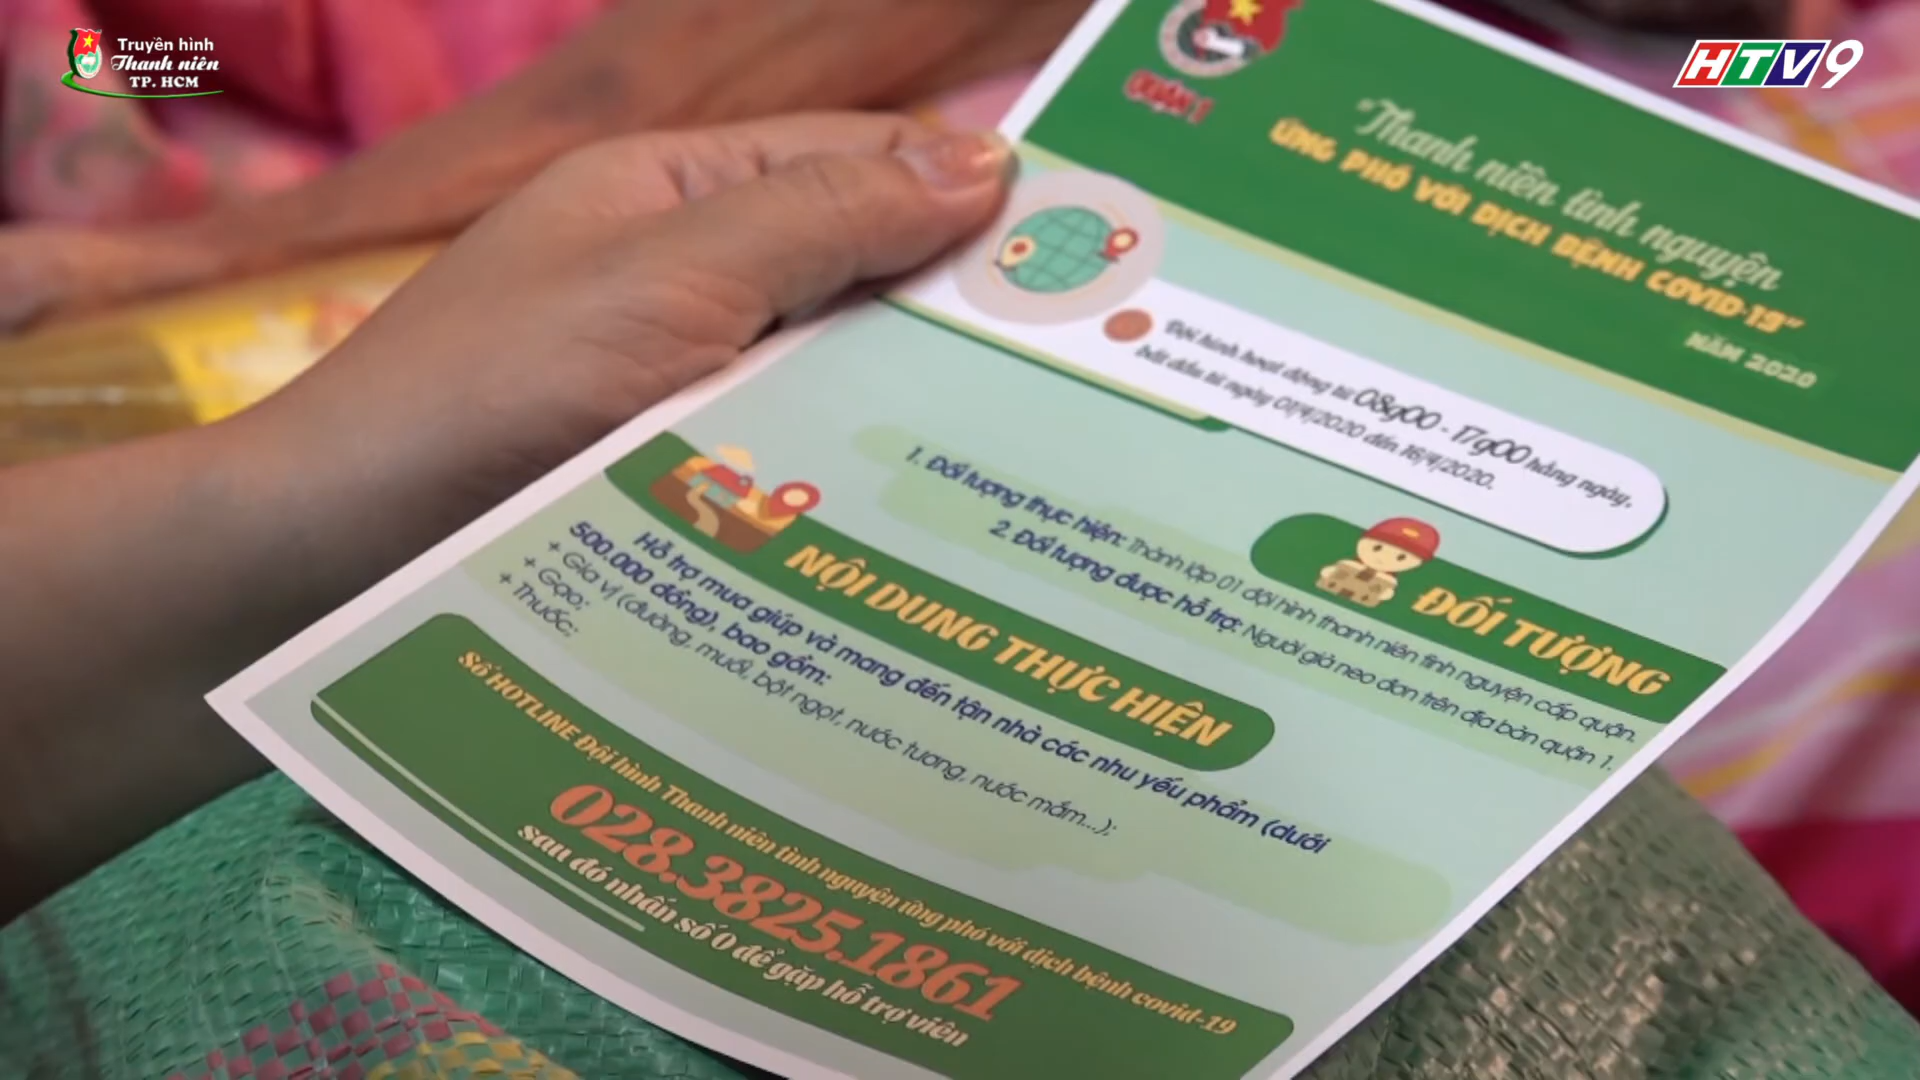 Truyền hình
Thanh niên
TP. HCM
HTV9
QUẬN 1
"Thanh niên tình nguyện
ỨNG PHÓ VỚI DỊCH BỆNH COVID-19"
NĂM 2020
Đội hình hoạt động từ 08g00 - 17g00 hằng ngày,
bắt đầu từ ngày 01/4/2020 đến 16/4/2020.
ĐỐI TƯỢNG
1. Đối tượng thực hiện: Thành lập 01 đội hình thanh niên tình nguyện cấp quận.
2. Đối tượng được hỗ trợ: Người già neo đơn trên địa bàn quận 1.
NỘI DUNG THỰC HIỆN
Hỗ trợ mua giúp và mang đến tận nhà các nhu yếu phẩm (dưới
500.000 đồng), bao gồm:
+ Gia vị (đường, muối, bột ngọt, nước tương, nước mắm...);
+ Gạo;
+ Thuốc;
Số HOTLINE Đội hình Thanh niên tình nguyện ứng phó với dịch bệnh covid-19
028.3825.1861
sau đó nhấn số 0 để gặp hỗ trợ viên